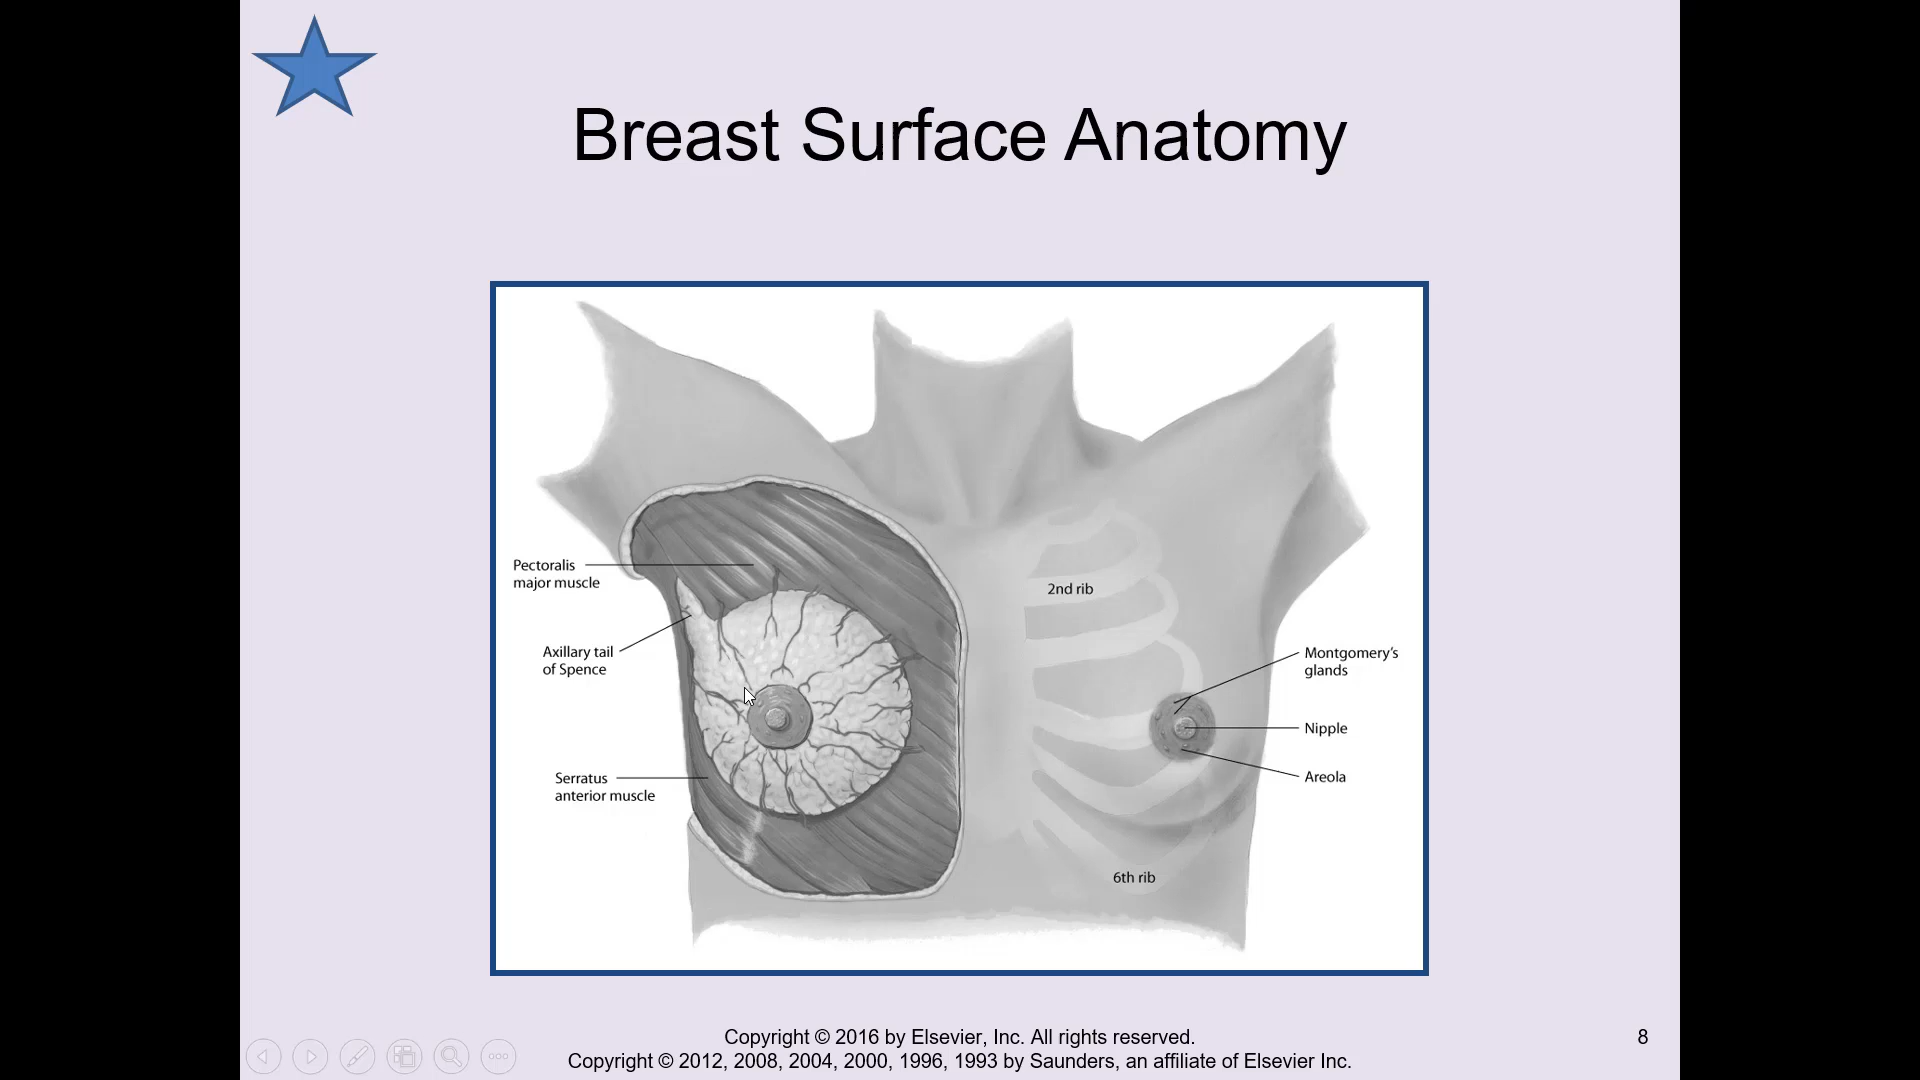 Breast Surface Anatomy
Pectoralis
major muscle
Axillary tail
of Spence
Serratus
anterior muscle
2nd rib
6th rib
Montgomery’s
glands
Nipple
Areola
Copyright © 2016 by Elsevier, Inc. All rights reserved.
Copyright © 2012, 2008, 2004, 2000, 1996, 1993 by Saunders, an affiliate of Elsevier Inc.
8